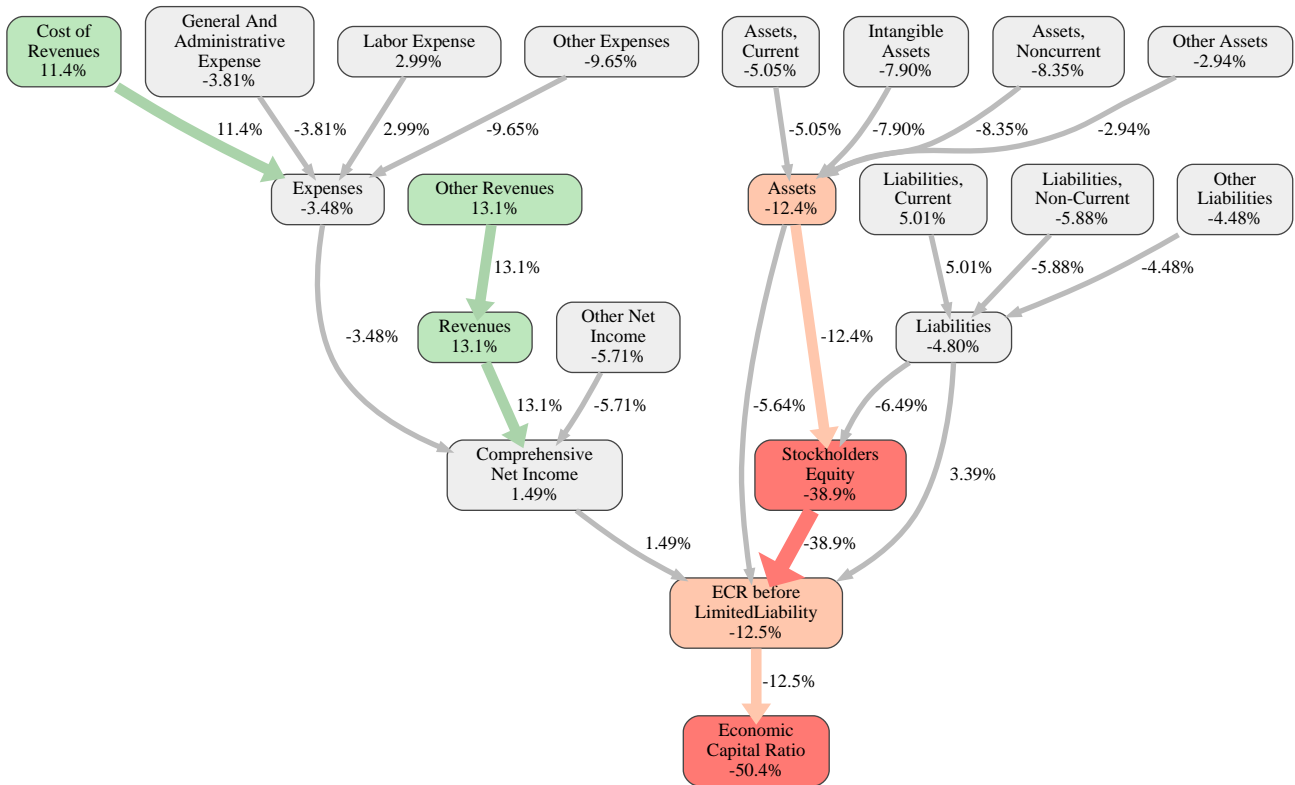 Cost of
Revenues
11.4%
General And
Administrative
Expense
-3.81%
Labor Expense
2.99%
Other Expenses
-9.65%
Assets,
Current
-5.05%
Intangible
Assets
-7.90%
Assets,
Noncurrent
-8.35%
Other Assets
-2.94%
11.4%
-3.81%
2.99%
-9.65%
-5.05%
-7.90%
-8.35%
-2.94%
Expenses
-3.48%
Other Revenues
13.1%
Assets
-12.4%
Liabilities,
Current
5.01%
Liabilities,
Non-Current
-5.88%
Other
Liabilities
-4.48%
13.1%
5.01%
-5.88%
-4.48%
Revenues
13.1%
Other Net
Income
-5.71%
Liabilities
-4.80%
-3.48%
-12.4%
13.1%
-5.71%
-5.64%
-6.49%
Comprehensive
Net Income
1.49%
Stockholders
Equity
-38.9%
3.39%
1.49%
-38.9%
ECR before
LimitedLiability
-12.5%
-12.5%
Economic
Capital Ratio
-50.4%